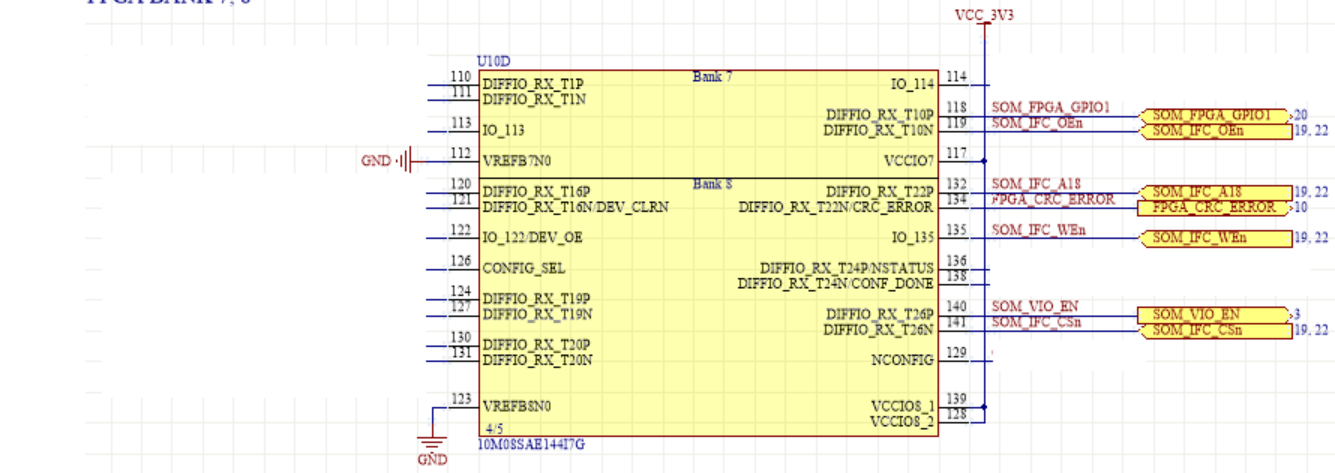 VCC_3V3
U10D
Bank 7
110 DIFFIO_RX_T1P IO_114 114
111 DIFFIO_RX_T1N
DIFFIO_RX_T10P 118 SOM_FPGA_GPIO1 SOM_FPGA_GPIO1 20
113 IO_113 DIFFIO_RX_T10N 119 SOM_IFC_OEn SOM_IFC_OEn 19, 22
GND 112 VREFB7N0 VCCIO7 117
Bank 8
120 DIFFIO_RX_T16P DIFFIO_RX_T22P 132 SOM_IFC_A18 SOM_IFC_A18 19, 22
121 DIFFIO_RX_T16N/DEV_CLRN DIFFIO_RX_T22N/CRC_ERROR 134 FPGA_CRC_ERROR FPGA_CRC_ERROR 10
122 IO_122/DEV_OE IO_135 135 SOM_IFC_WEn SOM_IFC_WEn 19, 22
126 CONFIG_SEL DIFFIO_RX_T24P/NSTATUS 136
DIFFIO_RX_T24N/CONF_DONE 138
124 DIFFIO_RX_T19P
127 DIFFIO_RX_T19N DIFFIO_RX_T26P 140 SOM_VIO_EN SOM_VIO_EN 3
DIFFIO_RX_T26N 141 SOM_IFC_CSn SOM_IFC_CSn 19, 22
130 DIFFIO_RX_T20P
131 DIFFIO_RX_T20N NCONFIG 129
123 VREFB8N0 VCCIO8_1 139
VCCIO8_2 128
4/5
10M08SAE144I7G
GND